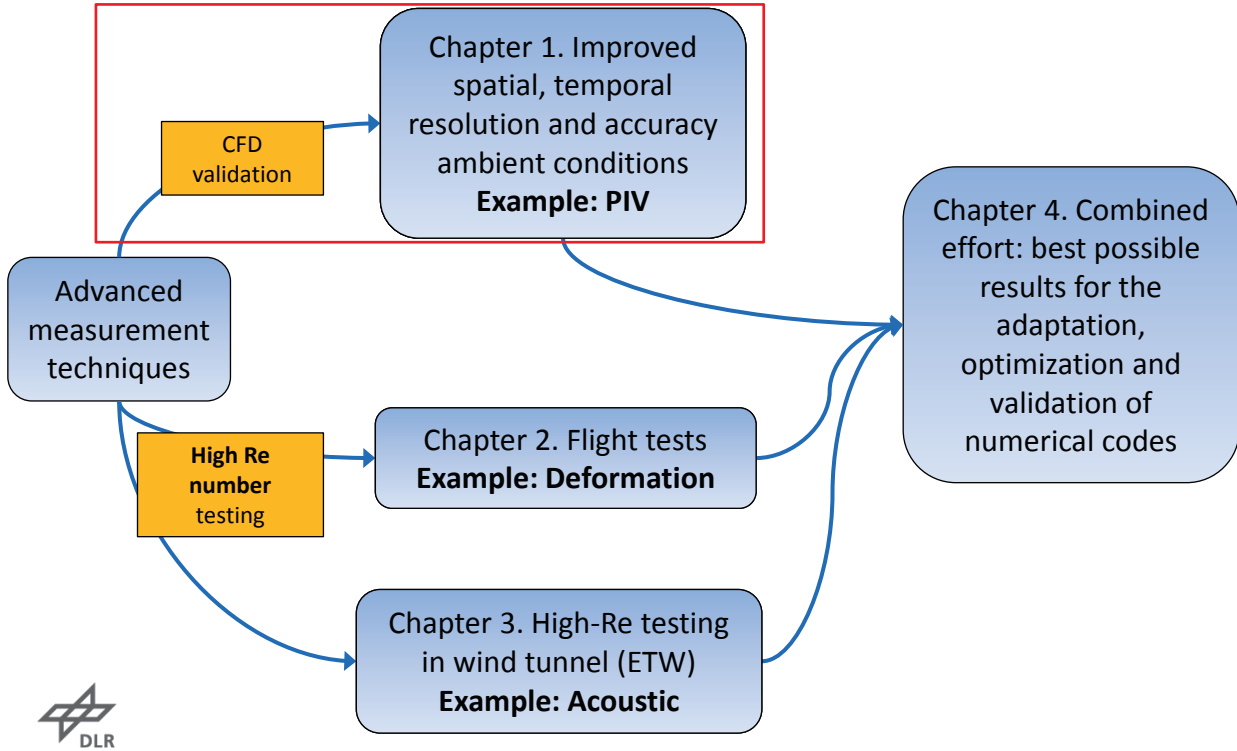 Chapter 1. Improved
spatial, temporal
resolution and accuracy
ambient conditions
Example: PIV
CFD
validation
Advanced
measurement
techniques
Chapter 4. Combined
effort: best possible
results for the
adaptation,
optimization and
validation of
numerical codes
High Re
number
testing
Chapter 2. Flight tests
Example: Deformation
Chapter 3. High-Re testing
in wind tunnel (ETW)
Example: Acoustic
DLR